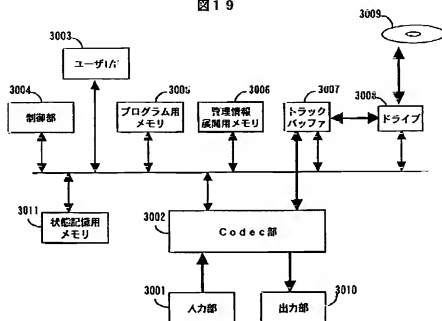 図19
3009
3003
ユーザI/F
3004
制御部
3005
プログラム用
メモリ
3006
管理情報
展開用メモリ
3007
トラック
バッファ
3008
ドライブ
3011
状態記憶用
メモリ
3002
Codec部
3001
入力部
出力部
3010